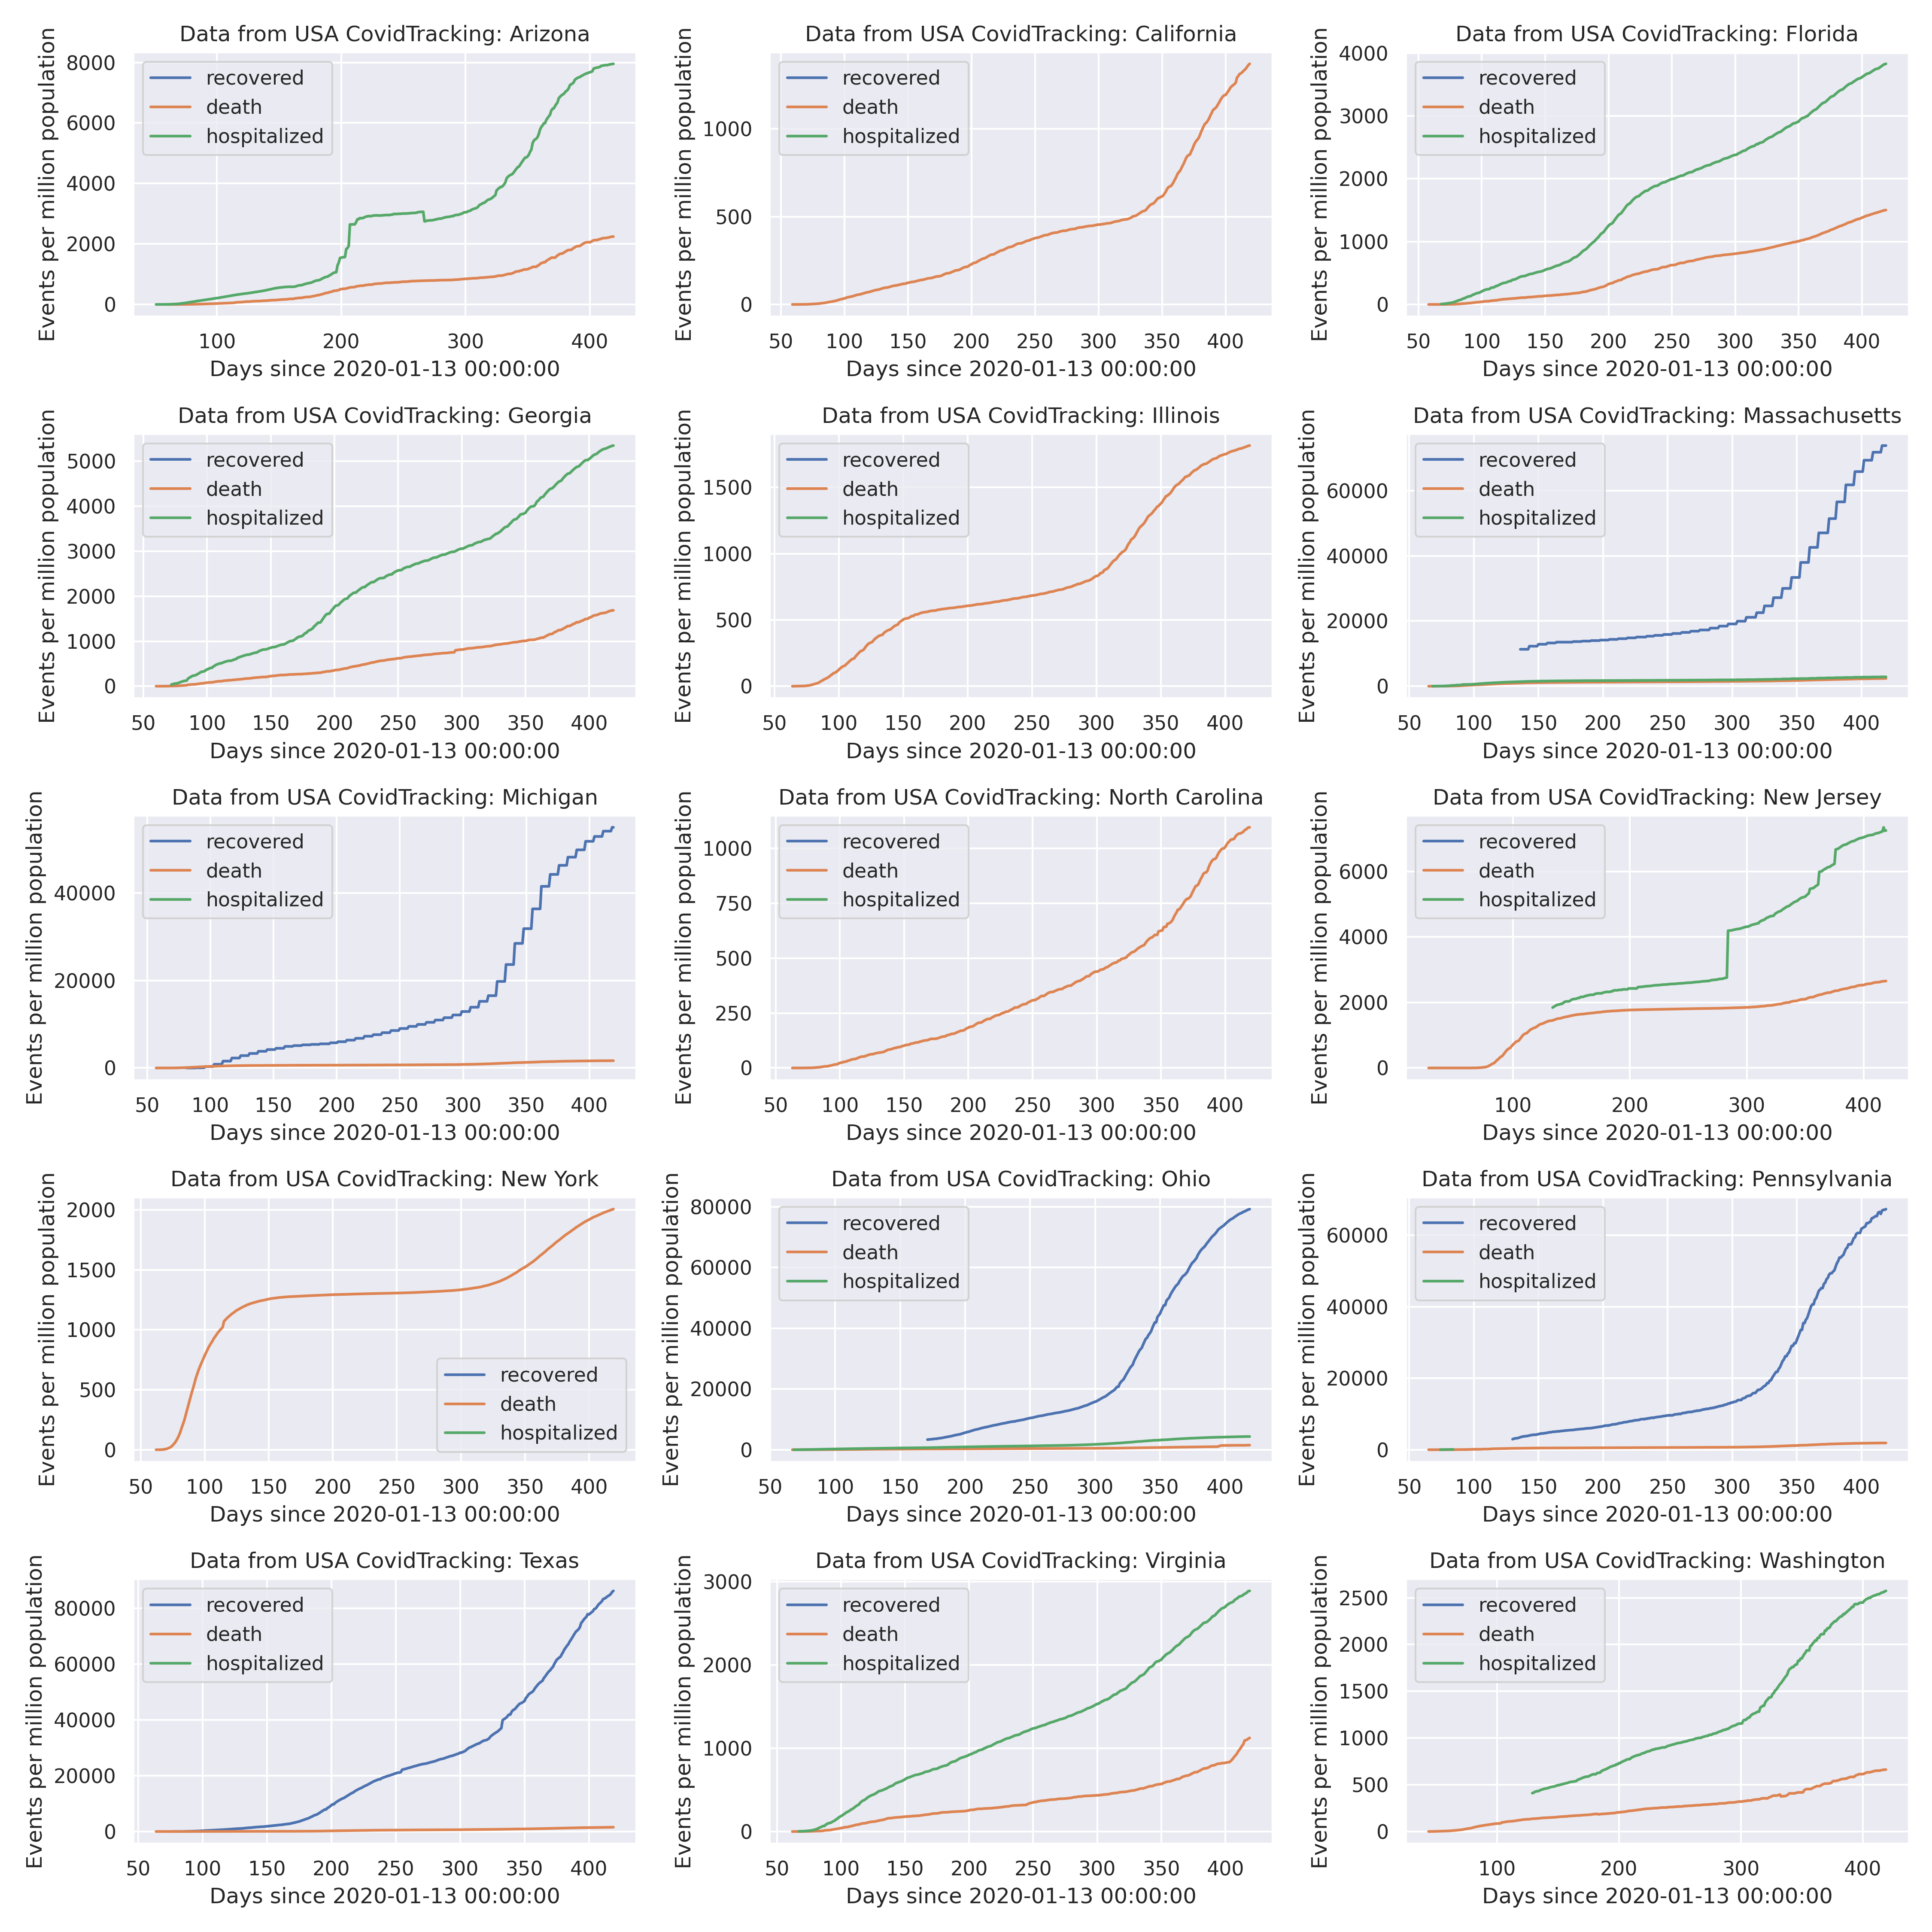 Data from USA CovidTracking: Arizona
Events per million population
8000
6000
4000
2000
0
recovered
death
hospitalized
100 200 300 400
Days since 2020-01-13 00:00:00
Data from USA CovidTracking: California
Events per million population
1000
500
0
recovered
death
hospitalized
50 100 150 200 250 300 350 400
Days since 2020-01-13 00:00:00
Data from USA CovidTracking: Florida
Events per million population
4000
3000
2000
1000
0
recovered
death
hospitalized
50 100 150 200 250 300 350 400
Days since 2020-01-13 00:00:00
Data from USA CovidTracking: Georgia
Events per million population
5000
4000
3000
2000
1000
0
recovered
death
hospitalized
50 100 150 200 250 300 350 400
Days since 2020-01-13 00:00:00
Data from USA CovidTracking: Illinois
Events per million population
1500
1000
500
0
recovered
death
hospitalized
50 100 150 200 250 300 350 400
Days since 2020-01-13 00:00:00
Data from USA CovidTracking: Massachusetts
Events per million population
60000
40000
20000
0
recovered
death
hospitalized
50 100 150 200 250 300 350 400
Days since 2020-01-13 00:00:00
Data from USA CovidTracking: Michigan
Events per million population
40000
20000
0
recovered
death
hospitalized
50 100 150 200 250 300 350 400
Days since 2020-01-13 00:00:00
Data from USA CovidTracking: North Carolina
Events per million population
1000
750
500
250
0
recovered
death
hospitalized
50 100 150 200 250 300 350 400
Days since 2020-01-13 00:00:00
Data from USA CovidTracking: New Jersey
Events per million population
6000
4000
2000
0
recovered
death
hospitalized
100 200 300 400
Days since 2020-01-13 00:00:00
Data from USA CovidTracking: New York
Events per million population
2000
1500
1000
500
0
recovered
death
hospitalized
50 100 150 200 250 300 350 400
Days since 2020-01-13 00:00:00
Data from USA CovidTracking: Ohio
Events per million population
80000
60000
40000
20000
0
recovered
death
hospitalized
50 100 150 200 250 300 350 400
Days since 2020-01-13 00:00:00
Data from USA CovidTracking: Pennsylvania
Events per million population
60000
40000
20000
0
recovered
death
hospitalized
50 100 150 200 250 300 350 400
Days since 2020-01-13 00:00:00
Data from USA CovidTracking: Texas
Events per million population
80000
60000
40000
20000
0
recovered
death
hospitalized
50 100 150 200 250 300 350 400
Days since 2020-01-13 00:00:00
Data from USA CovidTracking: Virginia
Events per million population
3000
2000
1000
0
recovered
death
hospitalized
50 100 150 200 250 300 350 400
Days since 2020-01-13 00:00:00
Data from USA CovidTracking: Washington
Events per million population
2500
2000
1500
1000
500
0
recovered
death
hospitalized
100 200 300 400
Days since 2020-01-13 00:00:00